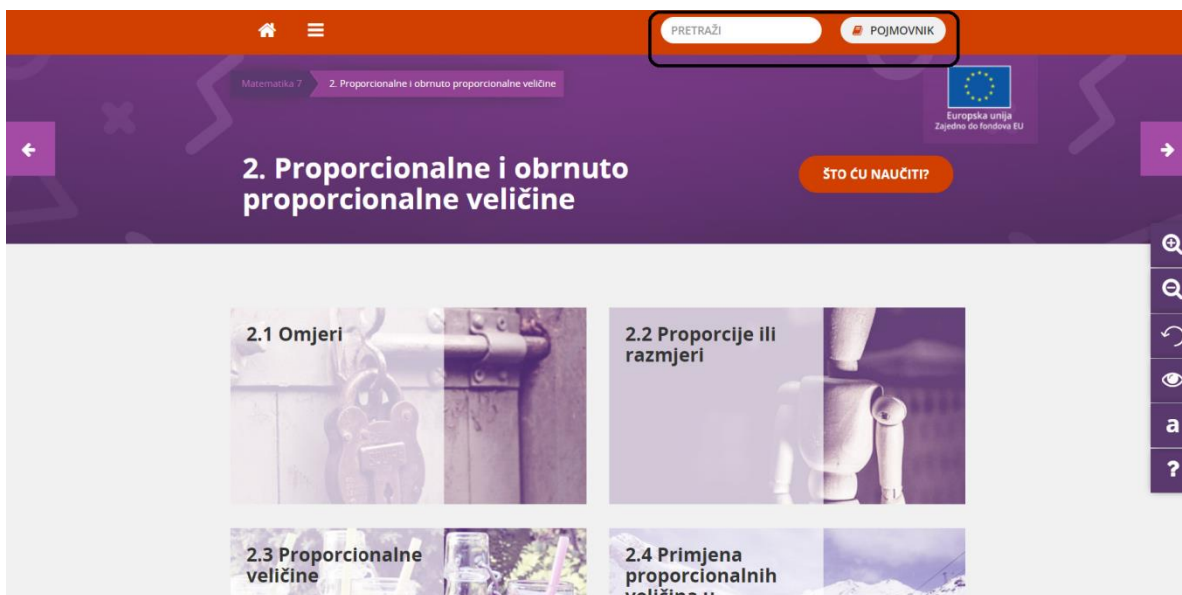 PRETRAŽI
POJMOVNIK
Matematika 7
2. Proporcionalne i obrnuto proporcionalne veličine
Europska unija
Zajedno do fondova EU
2. Proporcionalne i obrnuto
proporcionalne veličine
ŠTO ĆU NAUČITI?
2.1 Omjeri
2.2 Proporcije ili
razmjeri
2.3 Proporcionalne
veličine
2.4 Primjena
proporcionalnih
veličina u
a
?